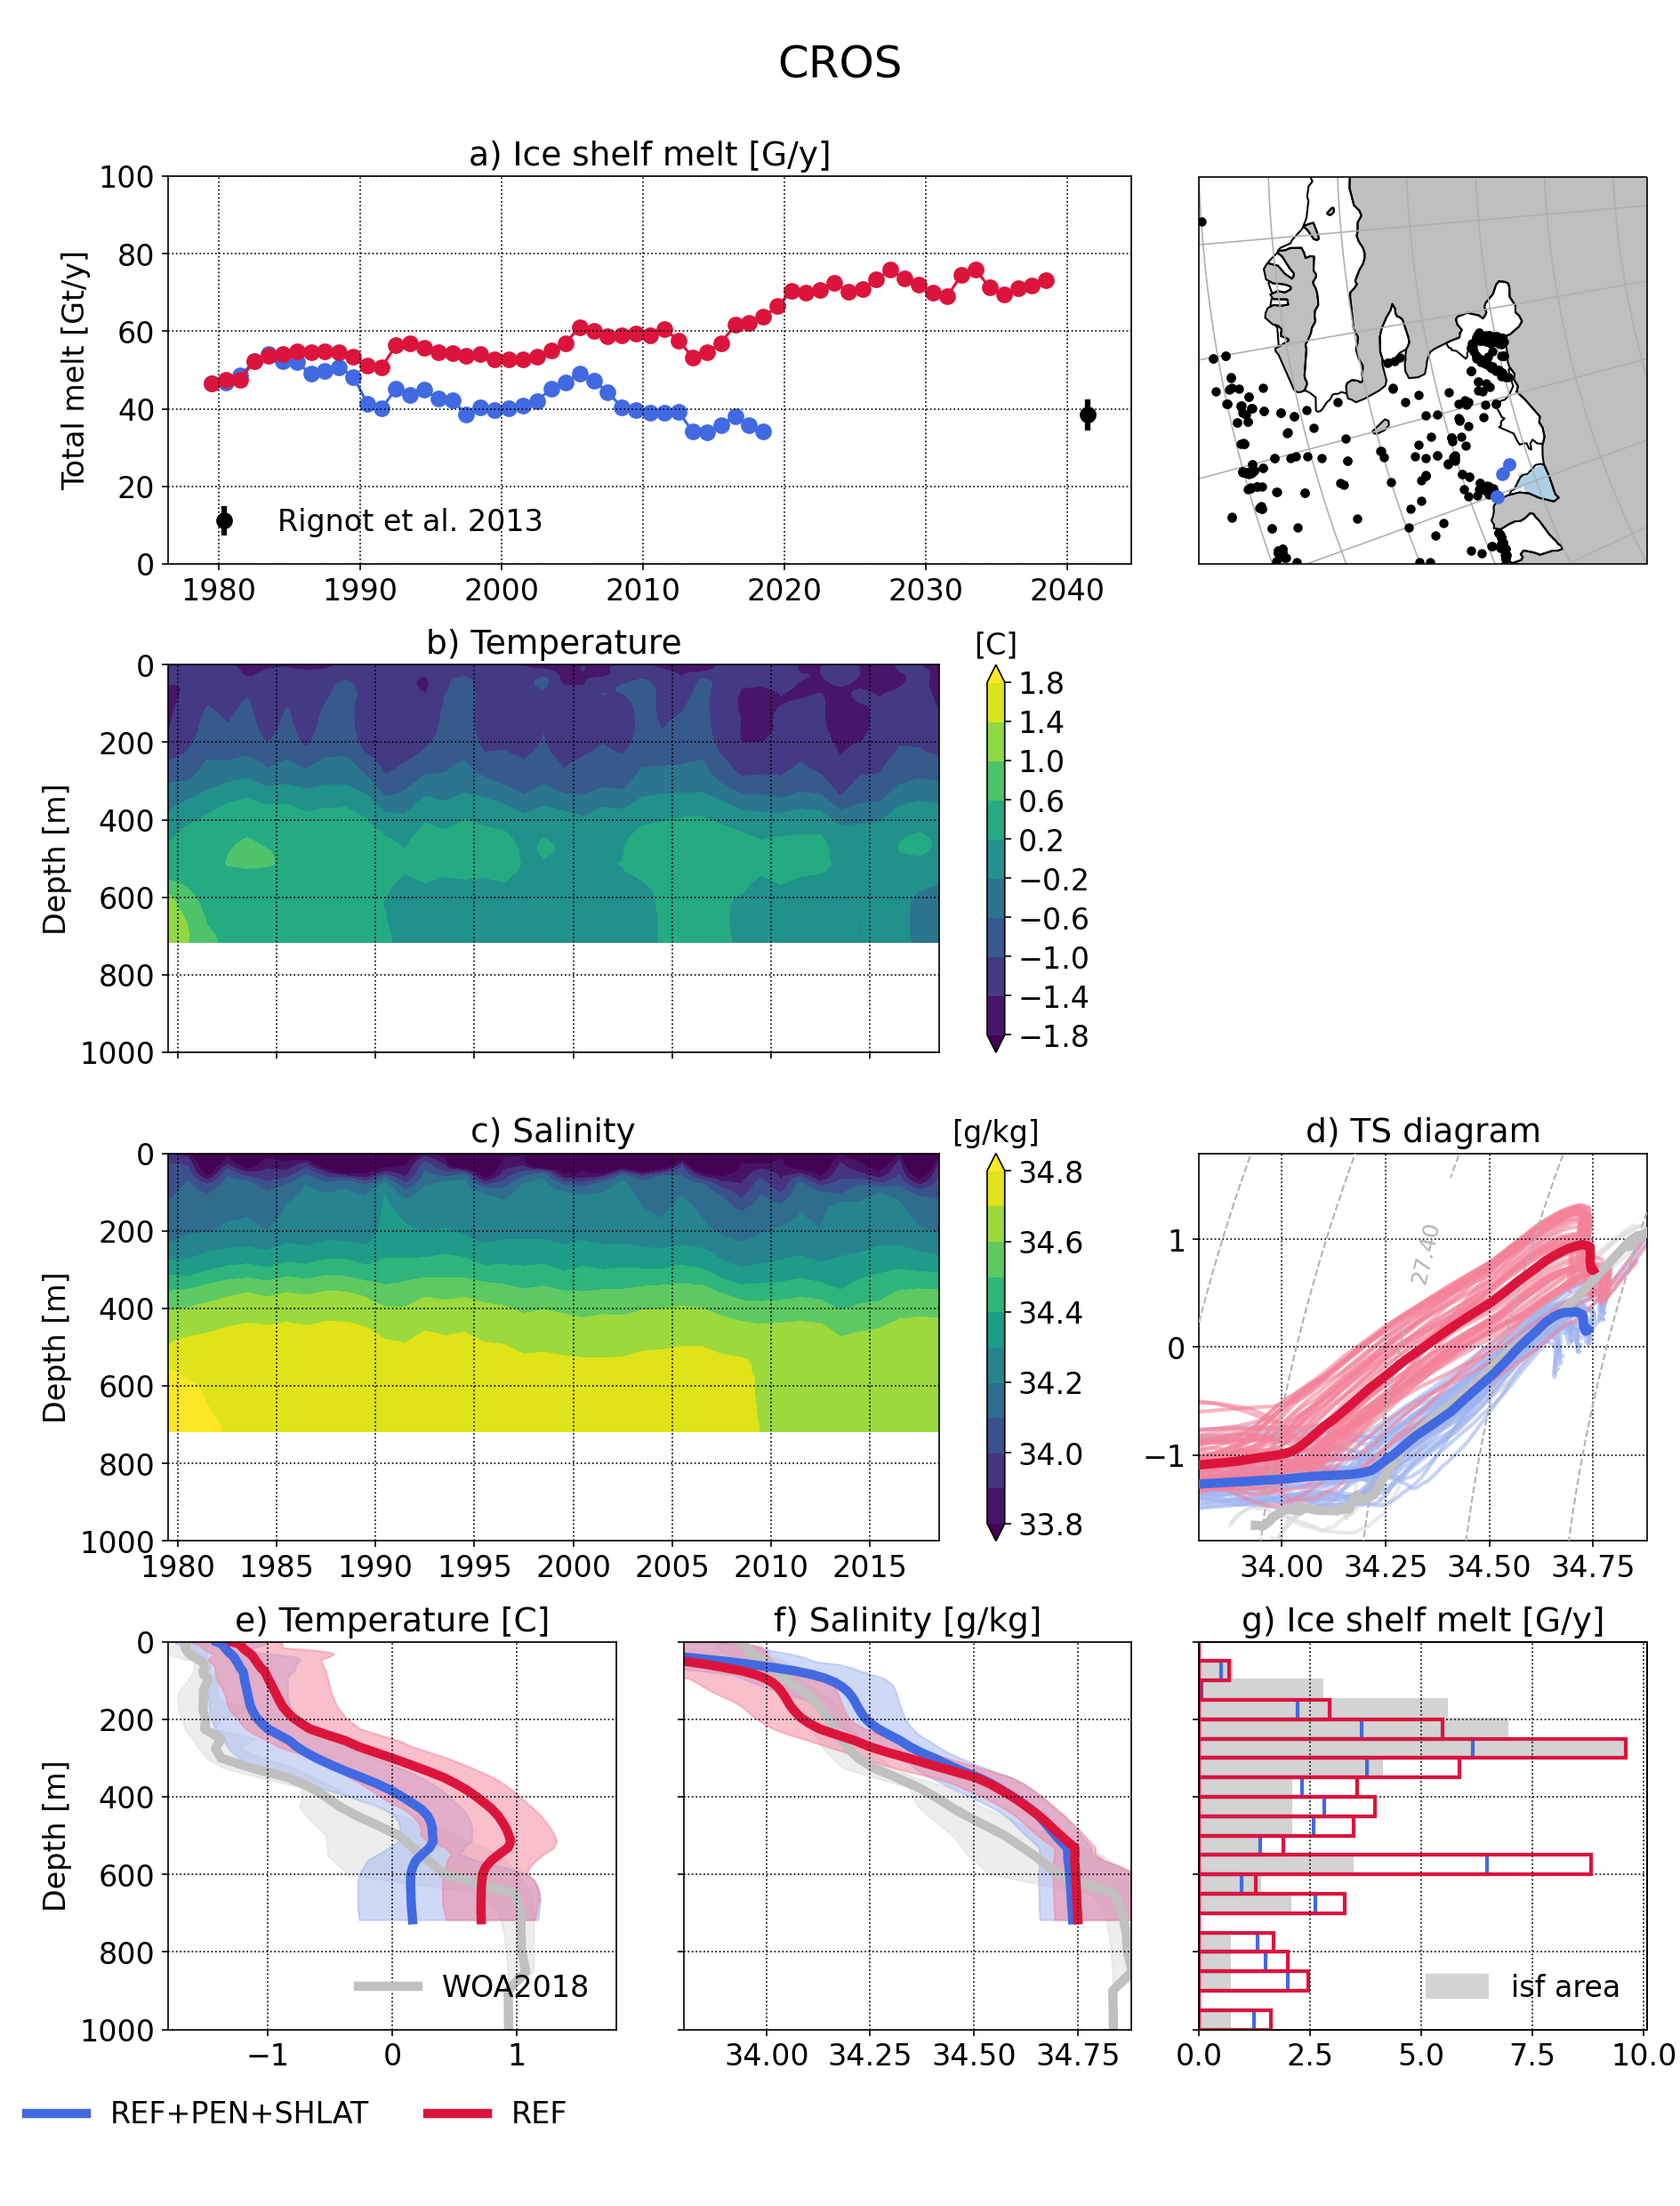 CROS
a) Ice shelf melt [G/y]
Total melt [Gt/y]
100
80
60
40
20
0
Rignot et al. 2013
1980 1990 2000 2010 2020 2030 2040
b) Temperature
[C]
Depth [m]
0
200
400
600
800
1000
1.8
1.4
1.0
0.6
0.2
−0.2
−0.6
−1.0
−1.4
−1.8
c) Salinity
[g/kg]
Depth [m]
0
200
400
600
800
1000
1980 1985 1990 1995 2000 2005 2010 2015
34.8
34.6
34.4
34.2
34.0
33.8
d) TS diagram
27.40
1
0
−1
34.00 34.25 34.50 34.75
e) Temperature [C]
Depth [m]
0
200
400
600
800
1000
WOA2018
−1 0 1
f) Salinity [g/kg]
34.00 34.25 34.50 34.75
g) Ice shelf melt [G/y]
isf area
0.0 2.5 5.0 7.5 10.0
REF+PEN+SHLAT REF